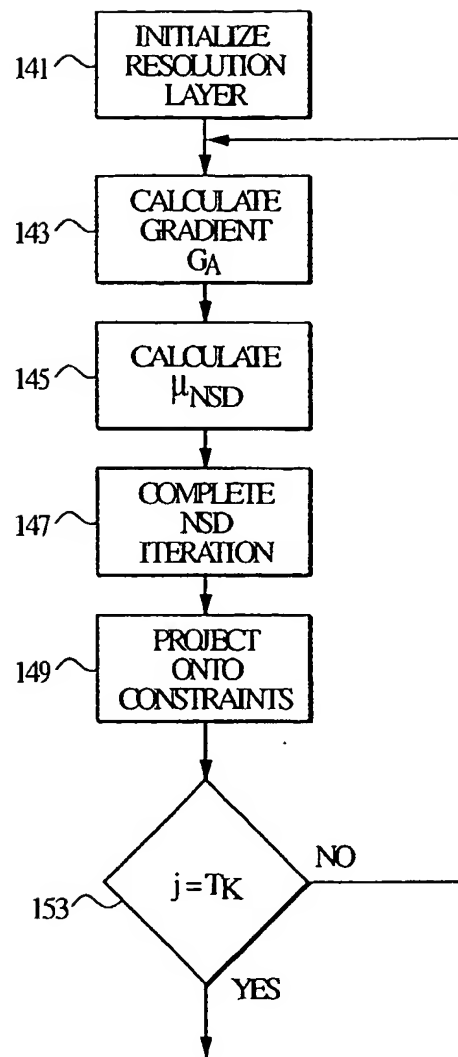 141
INITIALIZE
RESOLUTION
LAYER
143
CALCULATE
GRADIENT
GA
145
CALCULATE
μNSD
147
COMPLETE
NSD
ITERATION
149
PROJECT
ONTO
CONSTRAINTS
153
j=TK
NO
YES